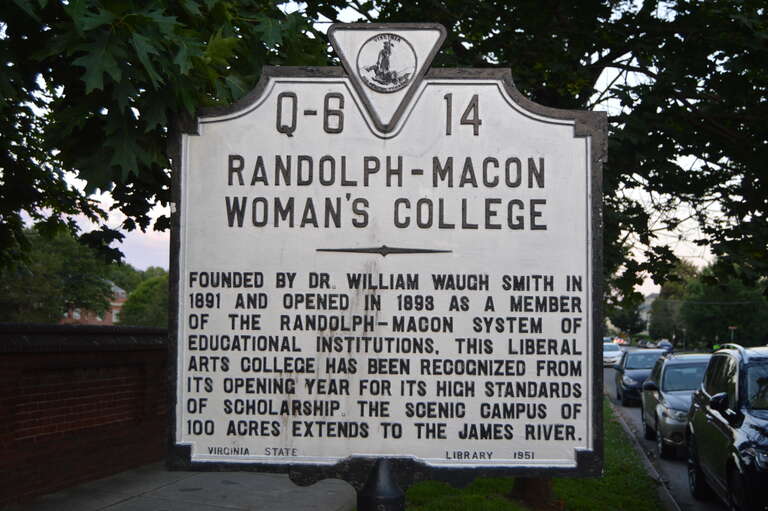 VIRGINIA
Q-6 14
RANDOLPH-MACON
WOMAN'S COLLEGE
FOUNDED BY DR. WILLIAM WAUGH SMITH IN
1891 AND OPENED IN 1893 AS A MEMBER
OF THE RANDOLPH-MACON SYSTEM OF
EDUCATIONAL INSTITUTIONS, THIS LIBERAL
ARTS COLLEGE HAS BEEN RECOGNIZED FROM
ITS OPENING YEAR FOR ITS HIGH STANDARDS
OF SCHOLARSHIP. THE SCENIC CAMPUS OF
100 ACRES EXTENDS TO THE JAMES RIVER.
VIRGINIA STATE LIBRARY 1951